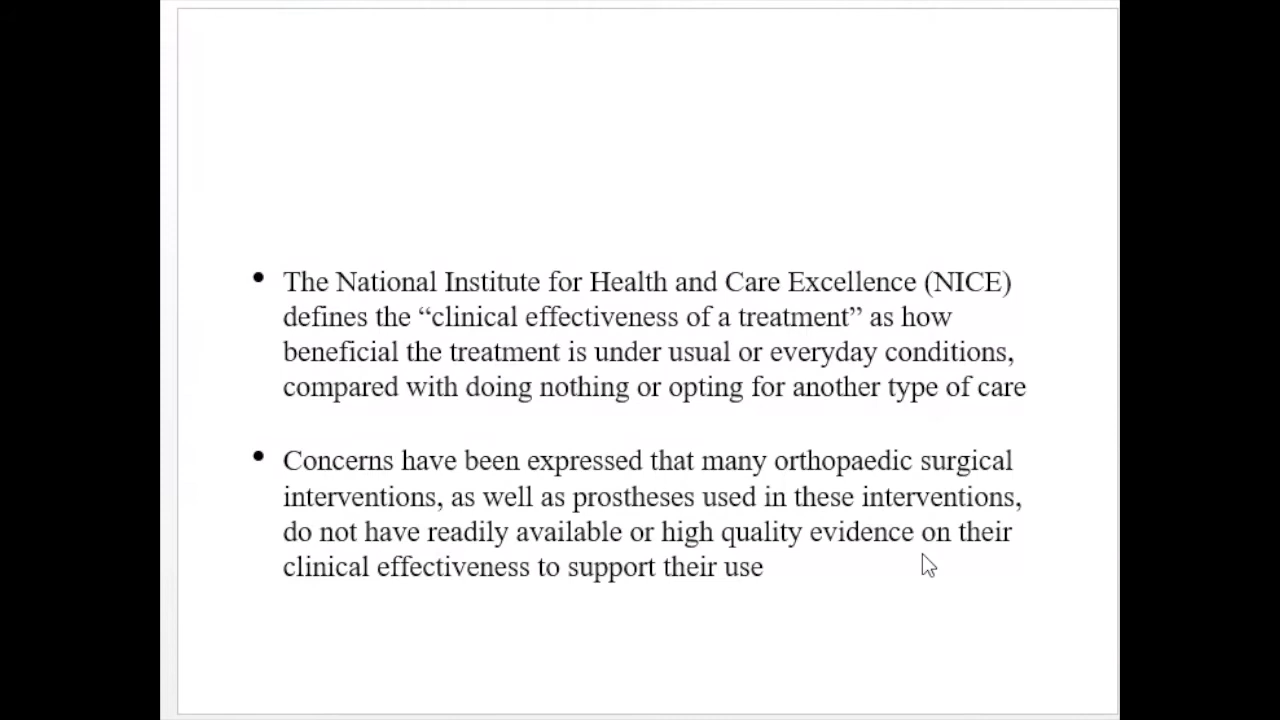 • The National Institute for Health and Care Excellence (NICE)
defines the “clinical effectiveness of a treatment” as how
beneficial the treatment is under usual or everyday conditions,
compared with doing nothing or opting for another type of care
• Concerns have been expressed that many orthopaedic surgical
interventions, as well as prostheses used in these interventions,
do not have readily available or high quality evidence on their
clinical effectiveness to support their use